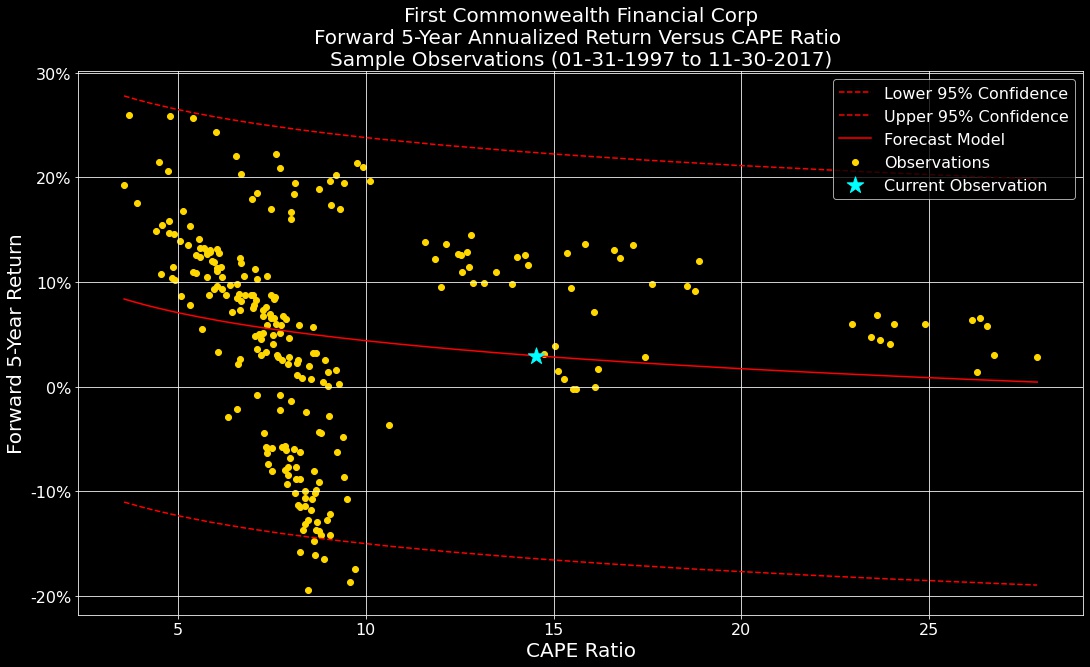 First Commonwealth Financial Corp
Forward 5-Year Annualized Return Versus CAPE Ratio
Sample Observations (01-31-1997 to 11-30-2017)
30%
20%
10%
0%
-10%
-20%
Forward 5-Year Return
Lower 95% Confidence
Upper 95% Confidence
Forecast Model
Observations
Current Observation
5
10
15
20
25
CAPE Ratio